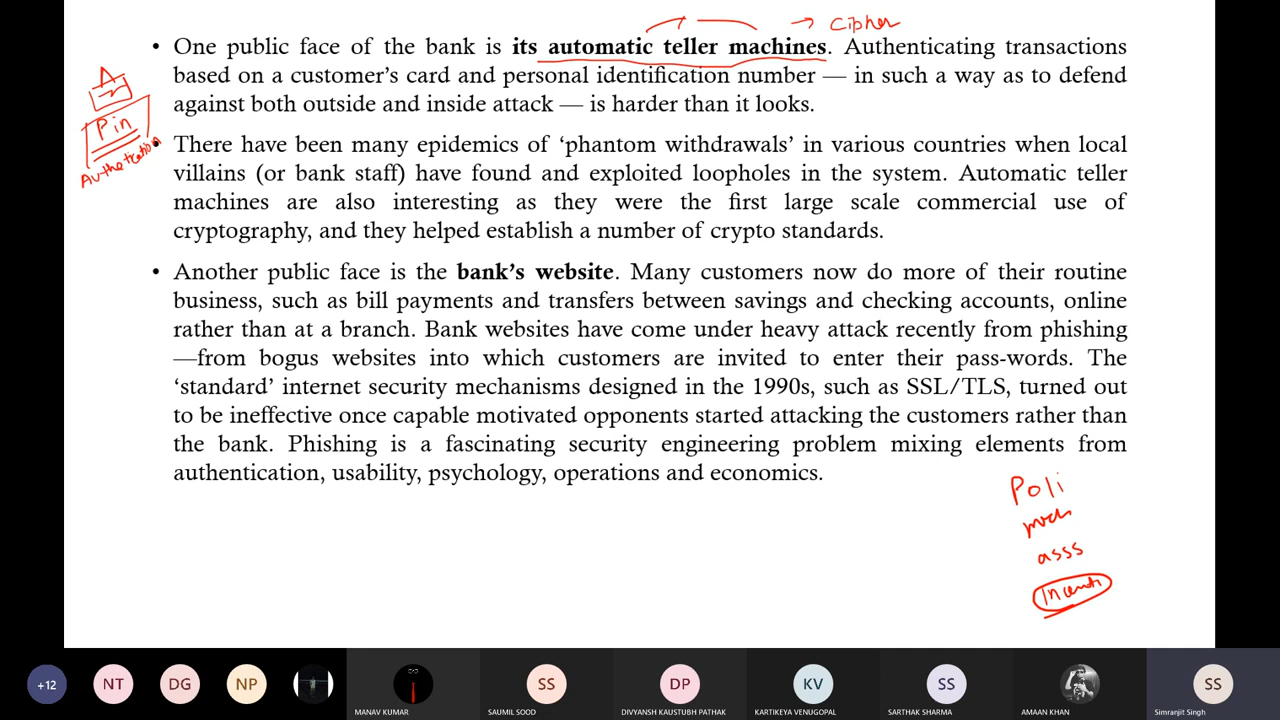 → Cipher
• One public face of the bank is its automatic teller machines. Authenticating transactions
based on a customer's card and personal identification number — in such a way as to defend
against both outside and inside attack — is harder than it looks.
Pin
Authetication
• There have been many epidemics of 'phantom withdrawals' in various countries when local
villains (or bank staff) have found and exploited loopholes in the system. Automatic teller
machines are also interesting as they were the first large scale commercial use of
cryptography, and they helped establish a number of crypto standards.
• Another public face is the bank's website. Many customers now do more of their routine
business, such as bill payments and transfers between savings and checking accounts, online
rather than at a branch. Bank websites have come under heavy attack recently from phishing
—from bogus websites into which customers are invited to enter their pass-words. The
'standard' internet security mechanisms designed in the 1990s, such as SSL/TLS, turned out
to be ineffective once capable motivated opponents started attacking the customers rather than
the bank. Phishing is a fascinating security engineering problem mixing elements from
authentication, usability, psychology, operations and economics.
Poli
asss
+12 NT DG NP SS DP KV SS SS
MANAV KUMAR SAUMIL SOOD DIVYANSH KAUSTUBH PATHAK KARTIKEYA VENUGOPAL SARTHAK SHARMA AMAAN KHAN Simranjit Singh